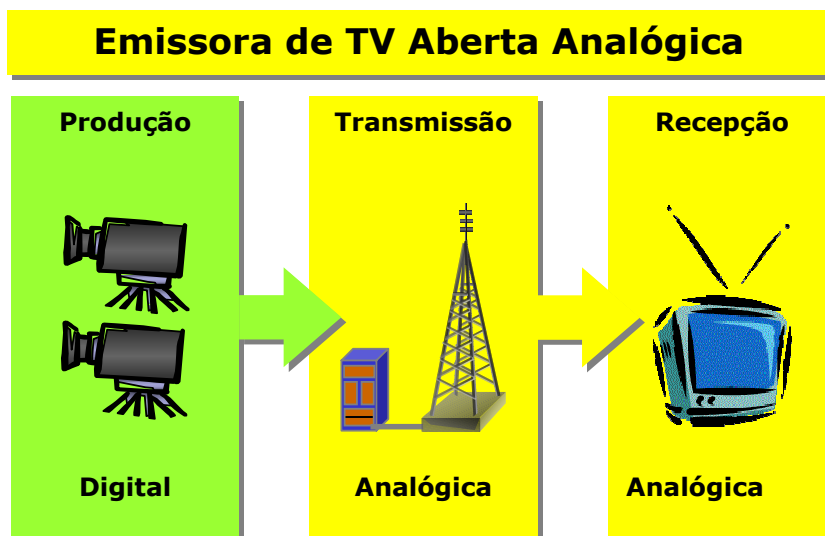 Emissora de TV Aberta Analógica
Produção
Transmissão
Recepção
Digital
Analógica
Analógica